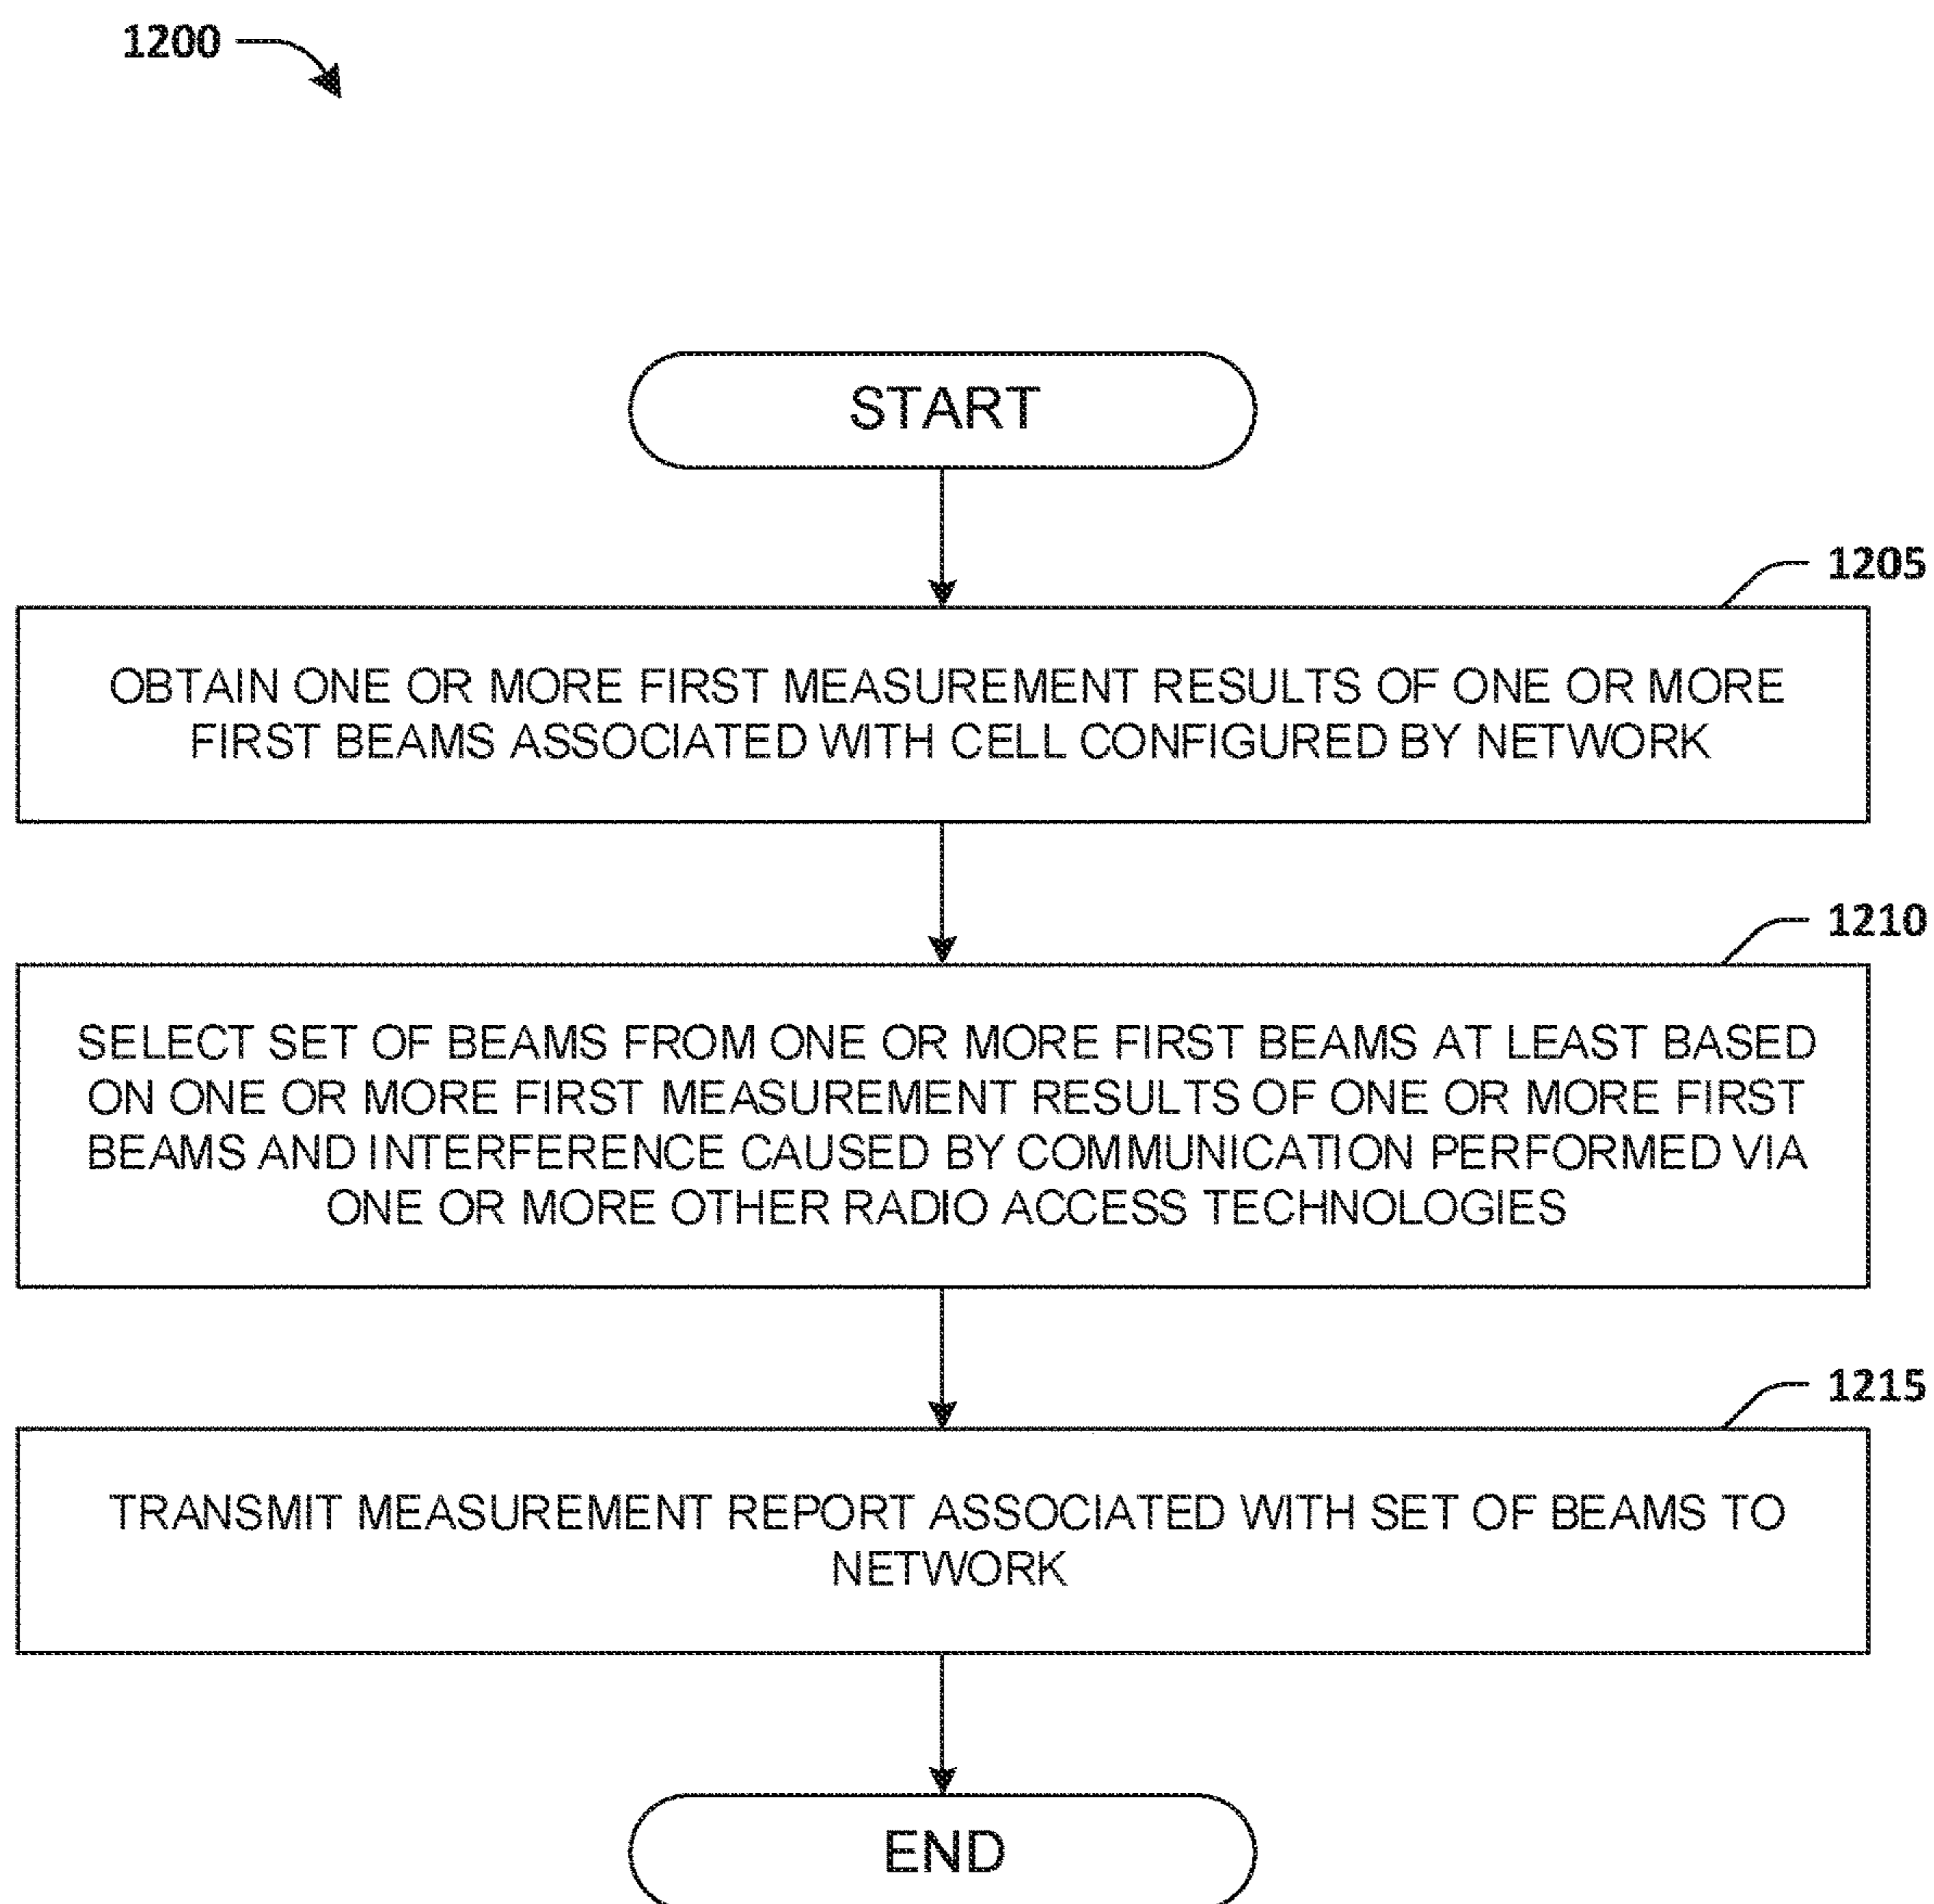 1200
START
1205
OBTAIN ONE OR MORE FIRST MEASUREMENT RESULTS OF ONE OR MORE
FIRST BEAMS ASSOCIATED WITH CELL CONFIGURED BY NETWORK
1210
SELECT SET OF BEAMS FROM ONE OR MORE FIRST BEAMS AT LEAST BASED
ON ONE OR MORE FIRST MEASUREMENT RESULTS OF ONE OR MORE FIRST
BEAMS AND INTERFERENCE CAUSED BY COMMUNICATION PERFORMED VIA
ONE OR MORE OTHER RADIO ACCESS TECHNOLOGIES
1215
TRANSMIT MEASUREMENT REPORT ASSOCIATED WITH SET OF BEAMS TO
NETWORK
END